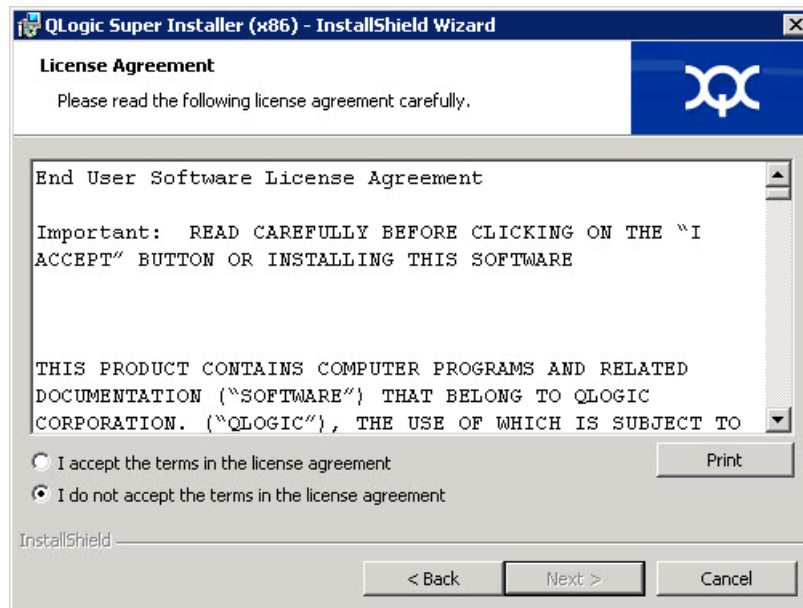 QLogic Super Installer (x86) - InstallShield Wizard
License Agreement
Please read the following license agreement carefully.
End User Software License Agreement
Important:  READ CAREFULLY BEFORE CLICKING ON THE “I
ACCEPT” BUTTON OR INSTALLING THIS SOFTWARE
THIS PRODUCT CONTAINS COMPUTER PROGRAMS AND RELATED
DOCUMENTATION (“SOFTWARE”) THAT BELONG TO QLOGIC
CORPORATION. (“QLOGIC”), THE USE OF WHICH IS SUBJECT TO
I accept the terms in the license agreement
Print
I do not accept the terms in the license agreement
InstallShield
< Back
Next >
Cancel